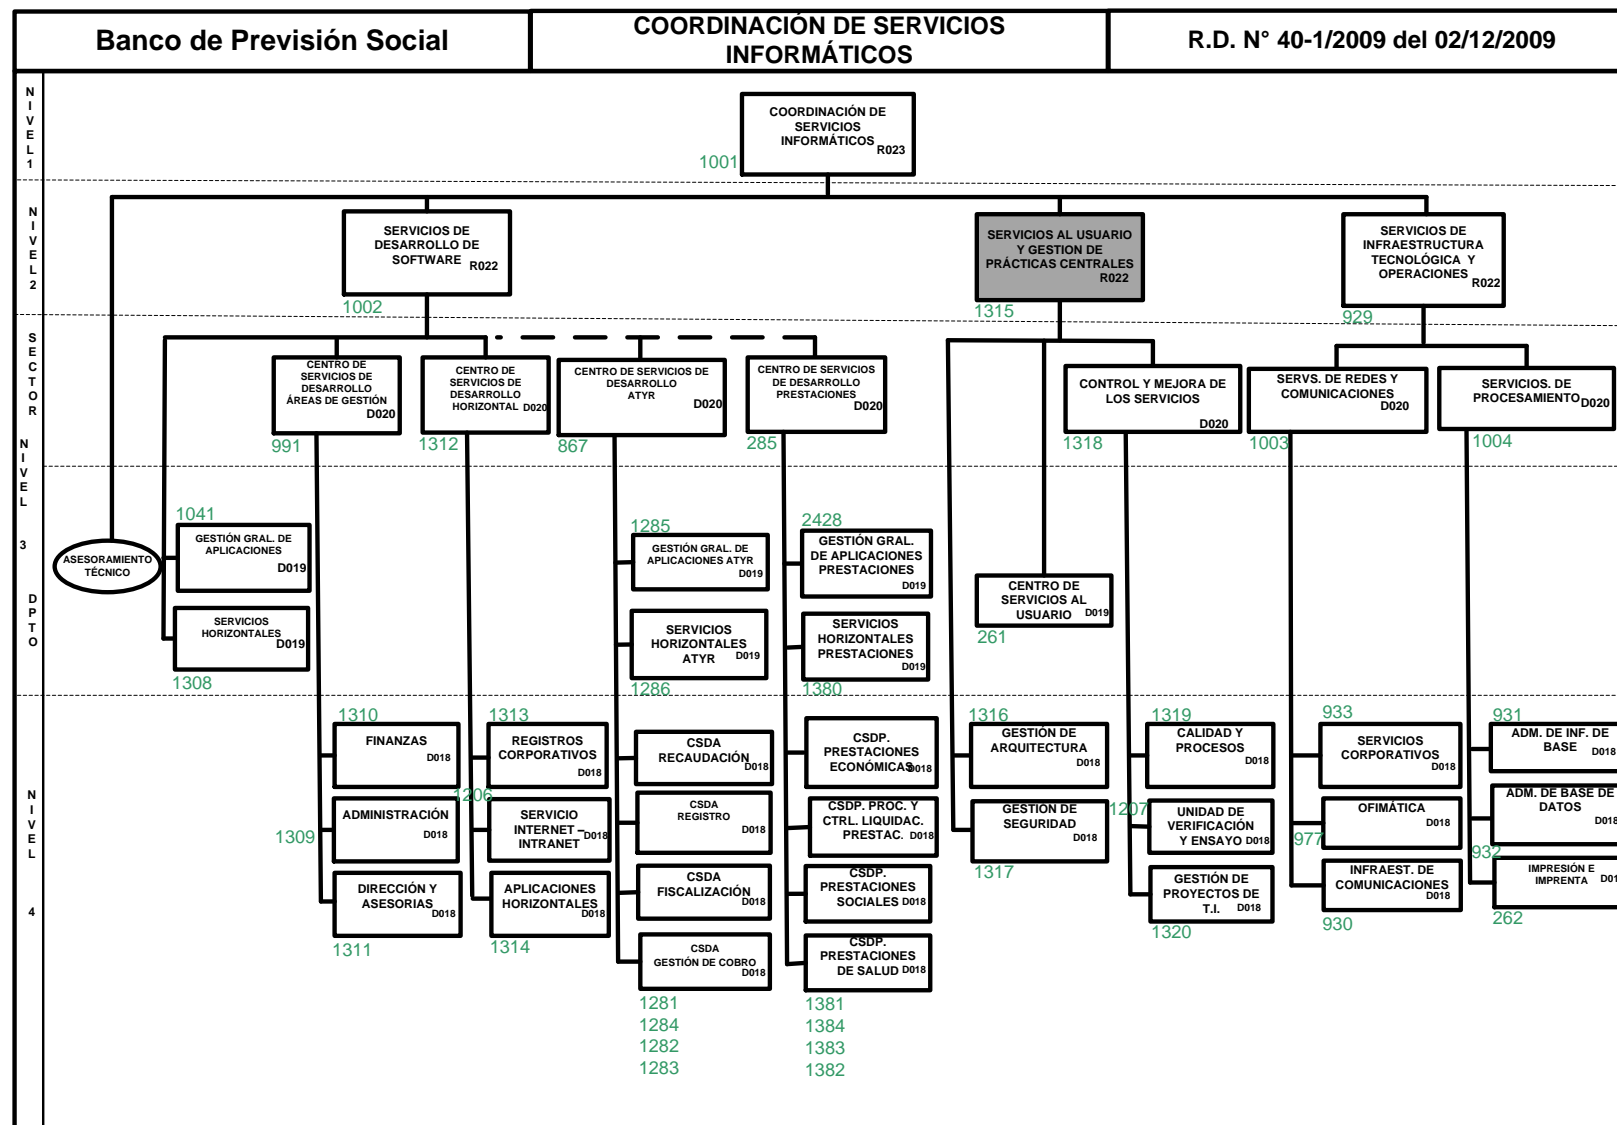 Banco de Previsión Social
COORDINACIÓN DE SERVICIOS
INFORMÁTICOS
R.D. N° 40-1/2009 del 02/12/2009
NIVEL1
COORDINACIÓN DE
SERVICIOS
INFORMÁTICOS R023
1001
NIVEL2
SERVICIOS DE
DESARROLLO DE
SOFTWARE R022
1002
SERVICIOS AL USUARIO
Y GESTION DE
PRÁCTICAS CENTRALES
R022
1315
SERVICIOS DE
INFRAESTRUCTURA
TECNOLÓGICA Y
OPERACIONES R022
929
SECTOR
CENTRO DE
SERVICIOS DE
DESARROLLO
ÁREAS DE GESTIÓN
D020
991
CENTRO DE
SERVICIOS DE
DESARROLLO
HORIZONTAL D020
1312
CENTRO DE SERVICIOS DE
DESARROLLO
ATYR
D020
867
CENTRO DE SERVICIOS
DE DESARROLLO
PRESTACIONES
D020
285
CONTROL Y MEJORA DE
LOS SERVICIOS
D020
1318
SERVS. DE REDES Y
COMUNICACIONES
D020
1003
SERVICIOS. DE
PROCESAMIENTO D020
1004
NIVEL
3
DPTO
ASESORAMIENTO
TÉCNICO
1041
GESTIÓN GRAL. DE
APLICACIONES
D019
SERVICIOS
HORIZONTALES
D019
1308
1285
GESTIÓN GRAL. DE
APLICACIONES ATYR
D019
SERVICIOS
HORIZONTALES
ATYR D019
1286
2428
GESTIÓN GRAL.
DE APLICACIONES
PRESTACIONES
D019
SERVICIOS
HORIZONTALES
PRESTACIONES
D019
1380
CENTRO DE
SERVICIOS AL
USUARIO D019
261
NIVEL
4
1310
FINANZAS
D018
ADMINISTRACIÓN
D018
1309
DIRECCIÓN Y
ASESORIAS
D018
1311
1313
REGISTROS
CORPORATIVOS
D018
1206
SERVICIO
INTERNET –
INTRANET
D018
APLICACIONES
HORIZONTALES
D018
1314
CSDA
RECAUDACIÓN
D018
CSDA
REGISTRO
D018
CSDA
FISCALIZACIÓN
D018
CSDA
GESTIÓN DE COBRO
D018
1281
1284
1282
1283
CSDP.
PRESTACIONES
ECONÓMICAS
D018
CSDP. PROC. Y
CTRL. LIQUIDAC.
PRESTAC. D018
CSDP.
PRESTACIONES
SOCIALES D018
CSDP.
PRESTACIONES
DE SALUD D018
1381
1384
1383
1382
1316
GESTIÓN DE
ARQUITECTURA
D018
GESTIÓN DE
SEGURIDAD
D018
1317
1319
CALIDAD Y
PROCESOS
D018
1207
UNIDAD DE
VERIFICACIÓN
Y ENSAYO D018
GESTIÓN DE
PROYECTOS DE
T.I. D018
1320
933
SERVICIOS
CORPORATIVOS
D018
OFIMÁTICA
D018
977
INFRAEST. DE
COMUNICACIONES
D018
930
931
ADM. DE INF. DE
BASE D018
ADM. DE BASE DE
DATOS
D018
932
IMPRESIÓN E
IMPRENTA
262